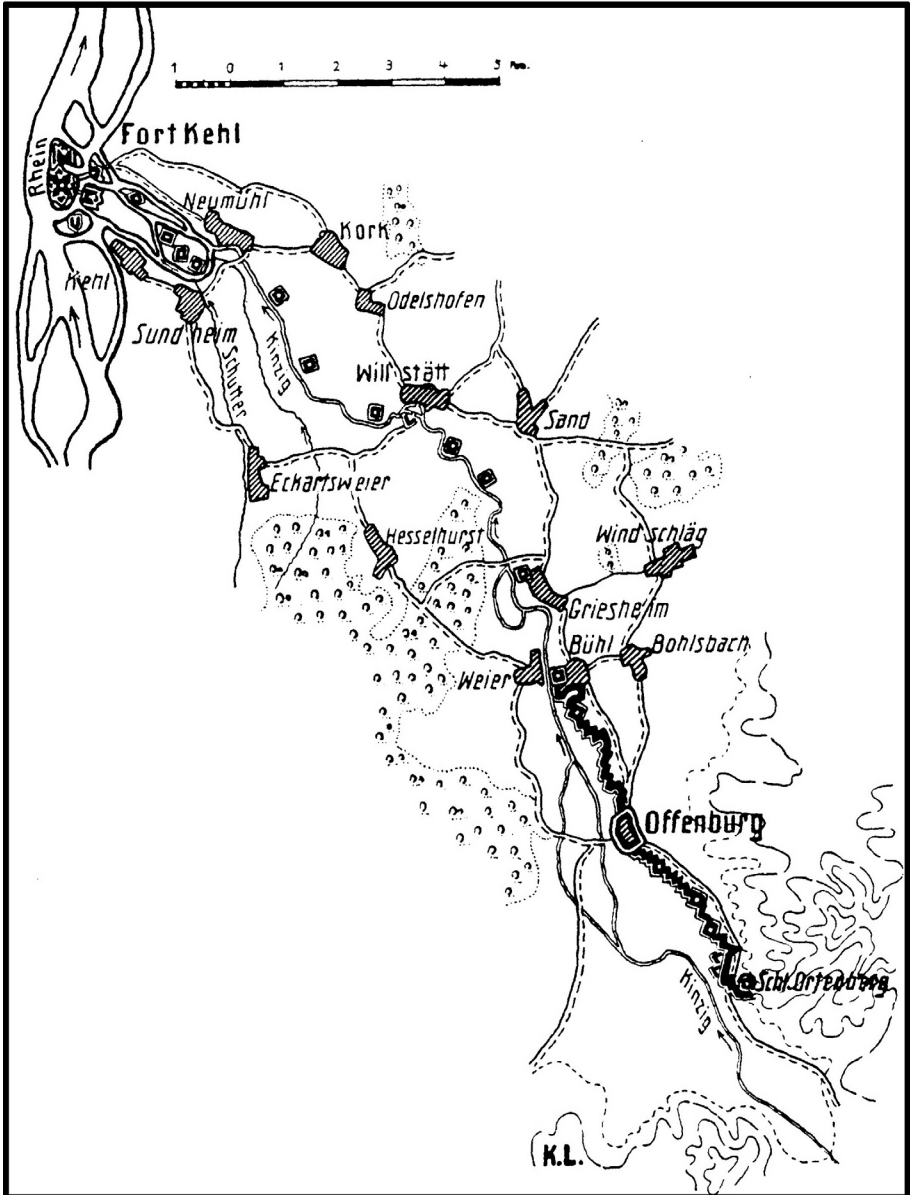 1 0 1 2 3 4 5 Km.
Fort Kehl
Rhein
Neumühl
Kork
Kehl
Odelshofen
Sundheim
Schutter
Kinzig
Willstätt
Sand
Eckartsweier
Hesselhurst
Windschläg
Griesheim
Bühl
Bohlsbach
Weier
Offenburg
Schl.Ortenberg
Kinzig
K.L.